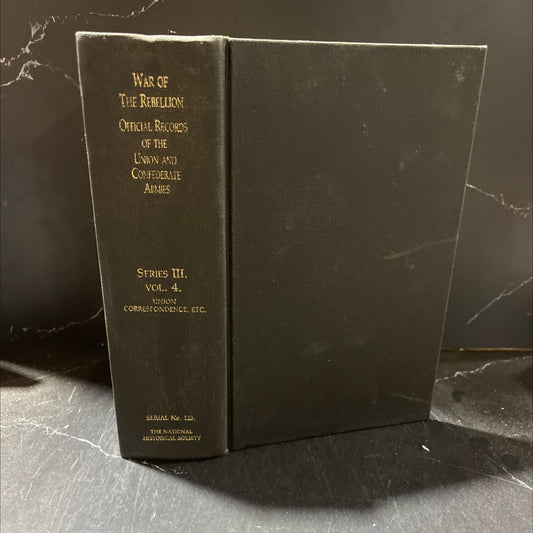 WAR OF
THE REBELLION
OFFICIAL RECORDS
OF THE
UNION AND
CONFEDERATE
ARMIES
SERIES III.
VOL. 4.
UNION
CORRESPONDENCE, ETC.
SERIAL No. 125.
THE NATIONAL
HISTORICAL SOCIETY